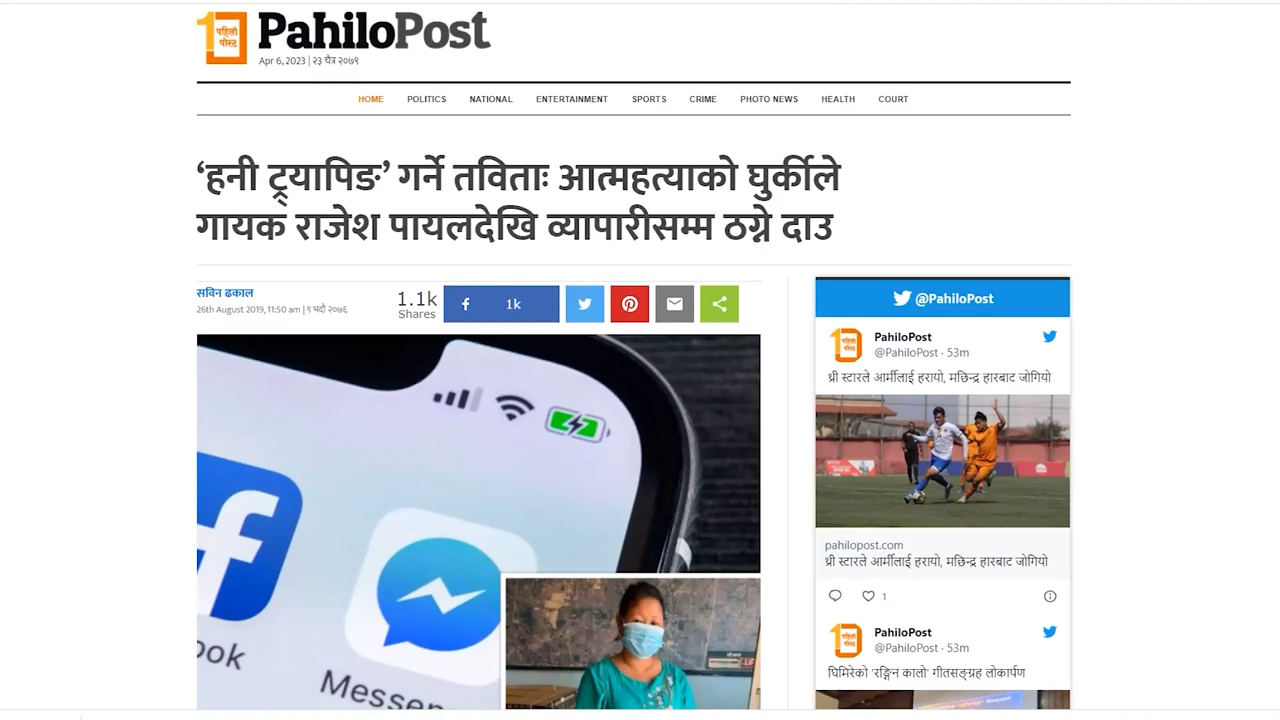 पहिलो
पोस्ट
PahiloPost
Apr 6, 2023 | २३ चैत्र २०७९
HOME POLITICS NATIONAL ENTERTAINMENT SPORTS CRIME PHOTO NEWS HEALTH COURT
‘हनी ट्र्यापिङ’ गर्ने तविताः आत्महत्याको घुर्कीले
गायक राजेश पायलदेखि व्यापारीसम्म ठग्ने दाउ
सविन ढकाल
26th August 2019, 11:50 am | ९ भदौ २०७६
1.1k
Shares
1k
ook
Messen
@PahiloPost
PahiloPost
@PahiloPost · 53m
थ्री स्टारले आर्मीलाई हरायो, मछिन्द्र हारबाट जोगियो
pahilopost.com
थ्री स्टारले आर्मीलाई हरायो, मछिन्द्र हारबाट जोगियो
1
PahiloPost
@PahiloPost · 53m
घिमिरेको 'रङ्गिन कालो' गीतसङ्ग्रह लोकार्पण